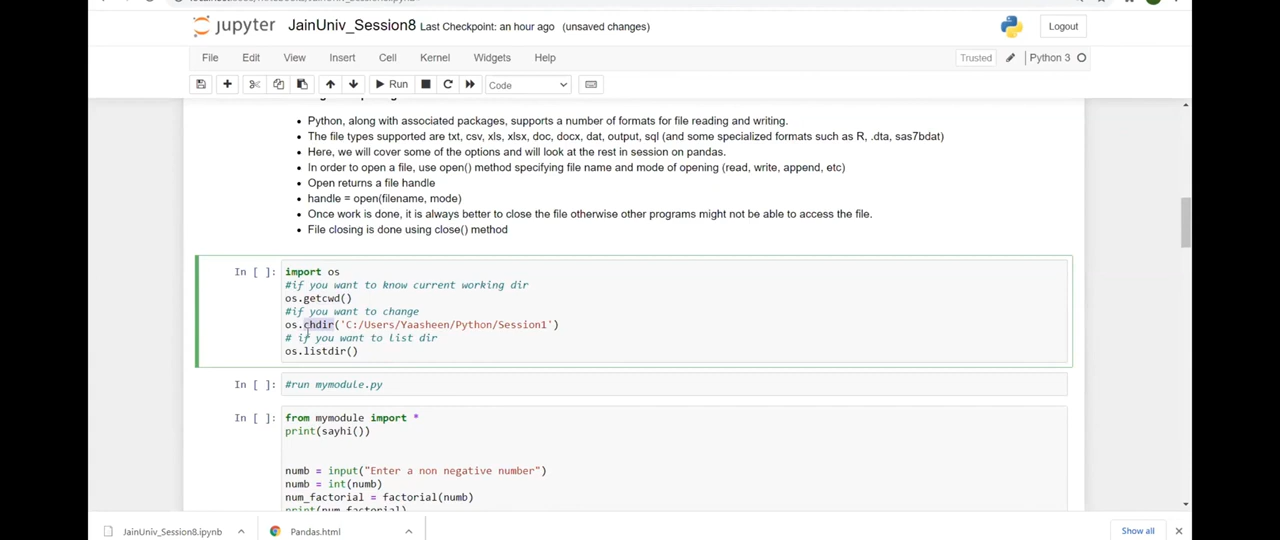 jupyter JainUniv_Session8 Last Checkpoint: an hour ago (unsaved changes) Logout
File Edit View Insert Cell Kernel Widgets Help Trusted Python 3
Run Code
Python, along with associated packages, supports a number of formats for file reading and writing.
The file types supported are txt, csv, xls, xlsx, doc, docx, dat, output, sql (and some specialized formats such as R, .dta, sas7bdat)
Here, we will cover some of the options and will look at the rest in session on pandas.
In order to open a file, use open() method specifying file name and mode of opening (read, write, append, etc)
Open returns a file handle
handle = open(filename, mode)
Once work is done, it is always better to close the file otherwise other programs might not be able to access the file.
File closing is done using close() method
In [ ]: import os
#if you want to know current working dir
os.getcwd()
#if you want to change
os.chdir('C:/Users/Yaasheen/Python/Session1')
# if you want to list dir
os.listdir()
In [ ]: #run mymodule.py
In [ ]: from mymodule import *
print(sayhi())
numb = input("Enter a non negative number")
numb = int(numb)
num_factorial = factorial(numb)
print(num_factorial)
JainUniv_Session8.ipynb Pandas.html Show all